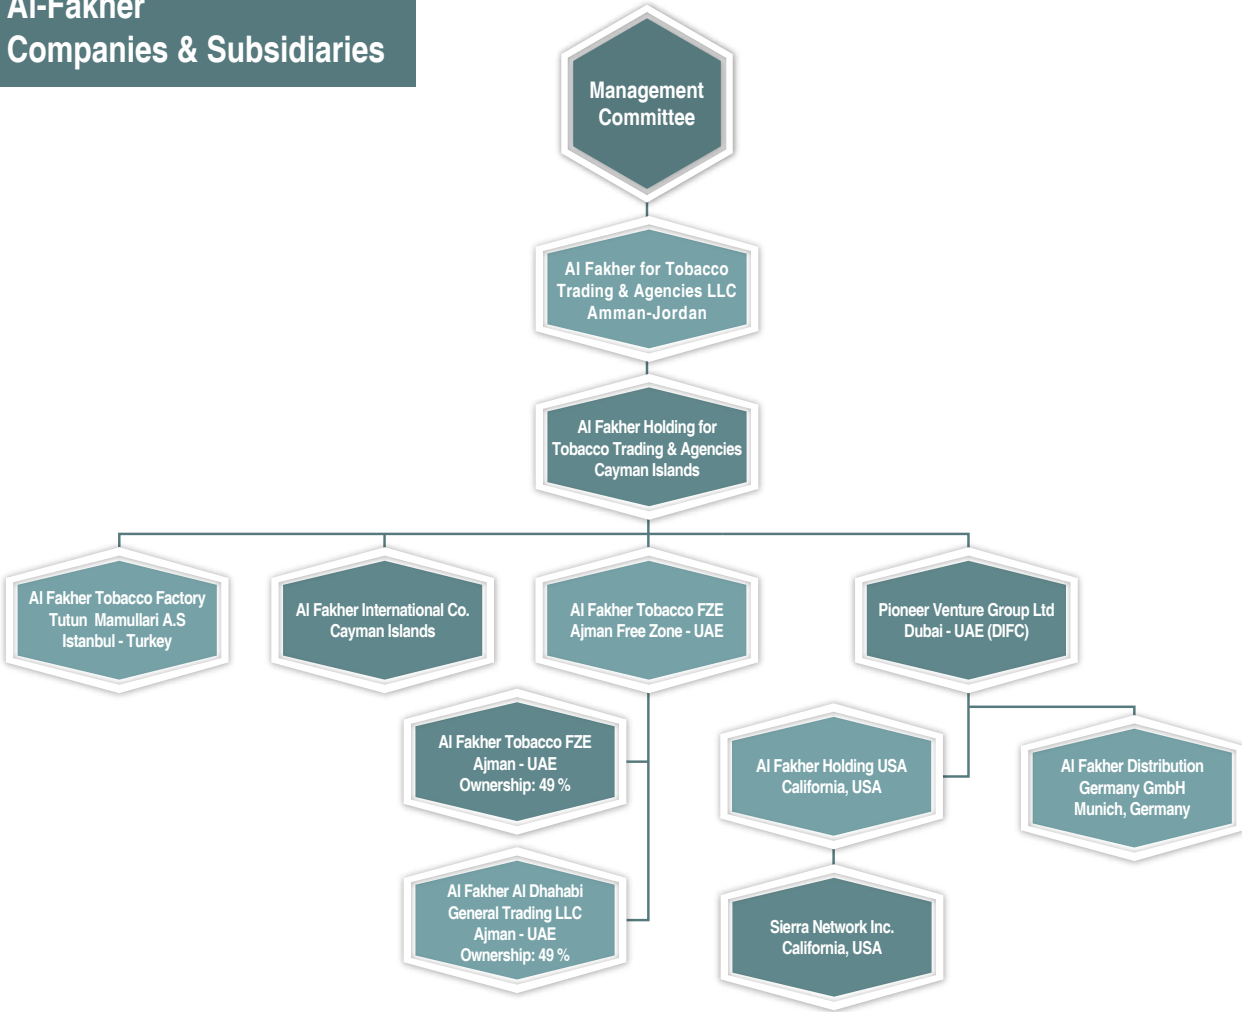 Al-Fakher
Companies & Subsidiaries
Management
Committee
Al Fakher for Tobacco
Trading & Agencies LLC
Amman-Jordan
Al Fakher Holding for
Tobacco Trading & Agencies
Cayman Islands
Al Fakher Tobacco Factory
Tutun Mamullari A.S
Istanbul - Turkey
Al Fakher International Co.
Cayman Islands
Al Fakher Tobacco FZE
Ajman Free Zone - UAE
Pioneer Venture Group Ltd
Dubai - UAE (DIFC)
Al Fakher Tobacco FZE
Ajman - UAE
Ownership: 49 %
Al Fakher Holding USA
California, USA
Al Fakher Distribution
Germany GmbH
Munich, Germany
Al Fakher Al Dhahabi
General Trading LLC
Ajman - UAE
Ownership: 49 %
Sierra Network Inc.
California, USA